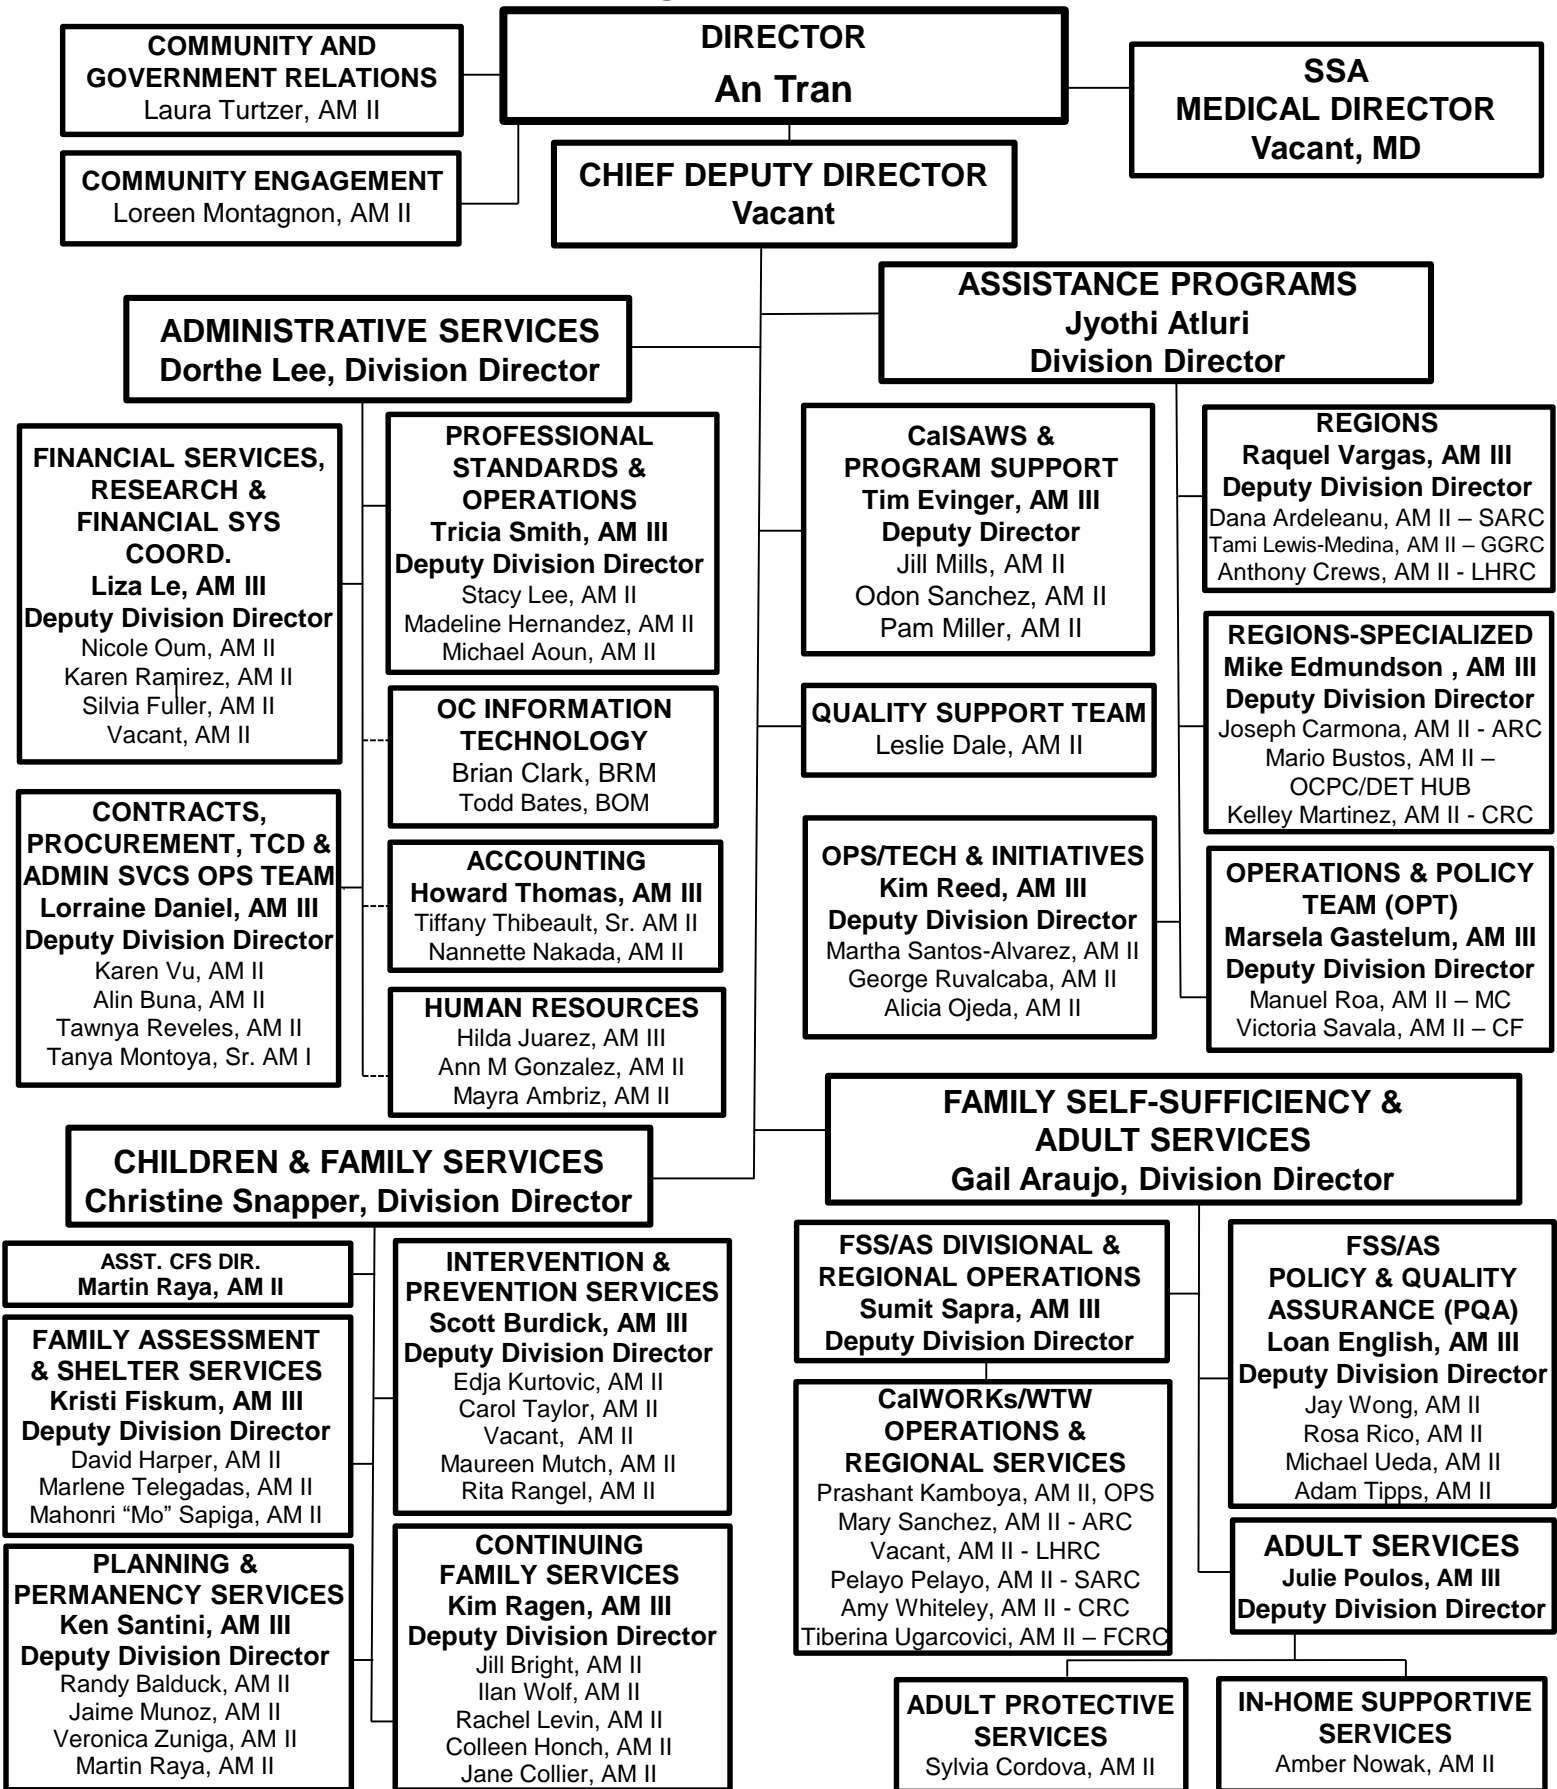 DIRECTOR
An Tran
COMMUNITY AND
GOVERNMENT RELATIONS
Laura Turtzer, AM II
SSA
MEDICAL DIRECTOR
Vacant, MD
COMMUNITY ENGAGEMENT
Loreen Montagnon, AM II
CHIEF DEPUTY DIRECTOR
Vacant
ADMINISTRATIVE SERVICES
Dorthe Lee, Division Director
FINANCIAL SERVICES,
RESEARCH &
FINANCIAL SYS
COORD.
Liza Le, AM III
Deputy Division Director
Nicole Oum, AM II
Karen Ramirez, AM II
Silvia Fuller, AM II
Vacant, AM II
CONTRACTS,
PROCUREMENT, TCD &
ADMIN SVCS OPS TEAM
Lorraine Daniel, AM III
Deputy Division Director
Karen Vu, AM II
Alin Buna, AM II
Tawnya Reveles, AM II
Tanya Montoya, Sr. AM I
PROFESSIONAL
STANDARDS &
OPERATIONS
Tricia Smith, AM III
Deputy Division Director
Stacy Lee, AM II
Madeline Hernandez, AM II
Michael Aoun, AM II
OC INFORMATION
TECHNOLOGY
Brian Clark, BRM
Todd Bates, BOM
ACCOUNTING
Howard Thomas, AM III
Tiffany Thibeault, Sr. AM II
Nannette Nakada, AM II
HUMAN RESOURCES
Hilda Juarez, AM III
Ann M Gonzalez, AM II
Mayra Ambriz, AM II
ASSISTANCE PROGRAMS
Jyothi Atluri
Division Director
CalSAWS &
PROGRAM SUPPORT
Tim Evinger, AM III
Deputy Director
Jill Mills, AM II
Odon Sanchez, AM II
Pam Miller, AM II
QUALITY SUPPORT TEAM
Leslie Dale, AM II
OPS/TECH & INITIATIVES
Kim Reed, AM III
Deputy Division Director
Martha Santos-Alvarez, AM II
George Ruvalcaba, AM II
Alicia Ojeda, AM II
REGIONS
Raquel Vargas, AM III
Deputy Division Director
Dana Ardeleanu, AM II – SARC
Tami Lewis-Medina, AM II – GGRC
Anthony Crews, AM II - LHRC
REGIONS-SPECIALIZED
Mike Edmundson , AM III
Deputy Division Director
Joseph Carmona, AM II - ARC
Mario Bustos, AM II –
OCPC/DET HUB
Kelley Martinez, AM II - CRC
OPERATIONS & POLICY
TEAM (OPT)
Marsela Gastelum, AM III
Deputy Division Director
Manuel Roa, AM II – MC
Victoria Savala, AM II – CF
CHILDREN & FAMILY SERVICES
Christine Snapper, Division Director
ASST. CFS DIR.
Martin Raya, AM II
FAMILY ASSESSMENT
& SHELTER SERVICES
Kristi Fiskum, AM III
Deputy Division Director
David Harper, AM II
Marlene Telegadas, AM II
Mahonri “Mo” Sapiga, AM II
PLANNING &
PERMANENCY SERVICES
Ken Santini, AM III
Deputy Division Director
Randy Balduck, AM II
Jaime Munoz, AM II
Veronica Zuniga, AM II
Martin Raya, AM II
INTERVENTION &
PREVENTION SERVICES
Scott Burdick, AM III
Deputy Division Director
Edja Kurtovic, AM II
Carol Taylor, AM II
Vacant, AM II
Maureen Mutch, AM II
Rita Rangel, AM II
CONTINUING
FAMILY SERVICES
Kim Ragen, AM III
Deputy Division Director
Jill Bright, AM II
Ilan Wolf, AM II
Rachel Levin, AM II
Colleen Honch, AM II
Jane Collier, AM II
FAMILY SELF-SUFFICIENCY &
ADULT SERVICES
Gail Araujo, Division Director
FSS/AS DIVISIONAL &
REGIONAL OPERATIONS
Sumit Sapra, AM III
Deputy Division Director
CalWORKs/WTW
OPERATIONS &
REGIONAL SERVICES
Prashant Kamboya, AM II, OPS
Mary Sanchez, AM II - ARC
Vacant, AM II - LHRC
Pelayo Pelayo, AM II - SARC
Amy Whiteley, AM II - CRC
Tiberina Ugarcovici, AM II – FCRC
FSS/AS
POLICY & QUALITY
ASSURANCE (PQA)
Loan English, AM III
Deputy Division Director
Jay Wong, AM II
Rosa Rico, AM II
Michael Ueda, AM II
Adam Tipps, AM II
ADULT SERVICES
Julie Poulos, AM III
Deputy Division Director
ADULT PROTECTIVE
SERVICES
Sylvia Cordova, AM II
IN-HOME SUPPORTIVE
SERVICES
Amber Nowak, AM II